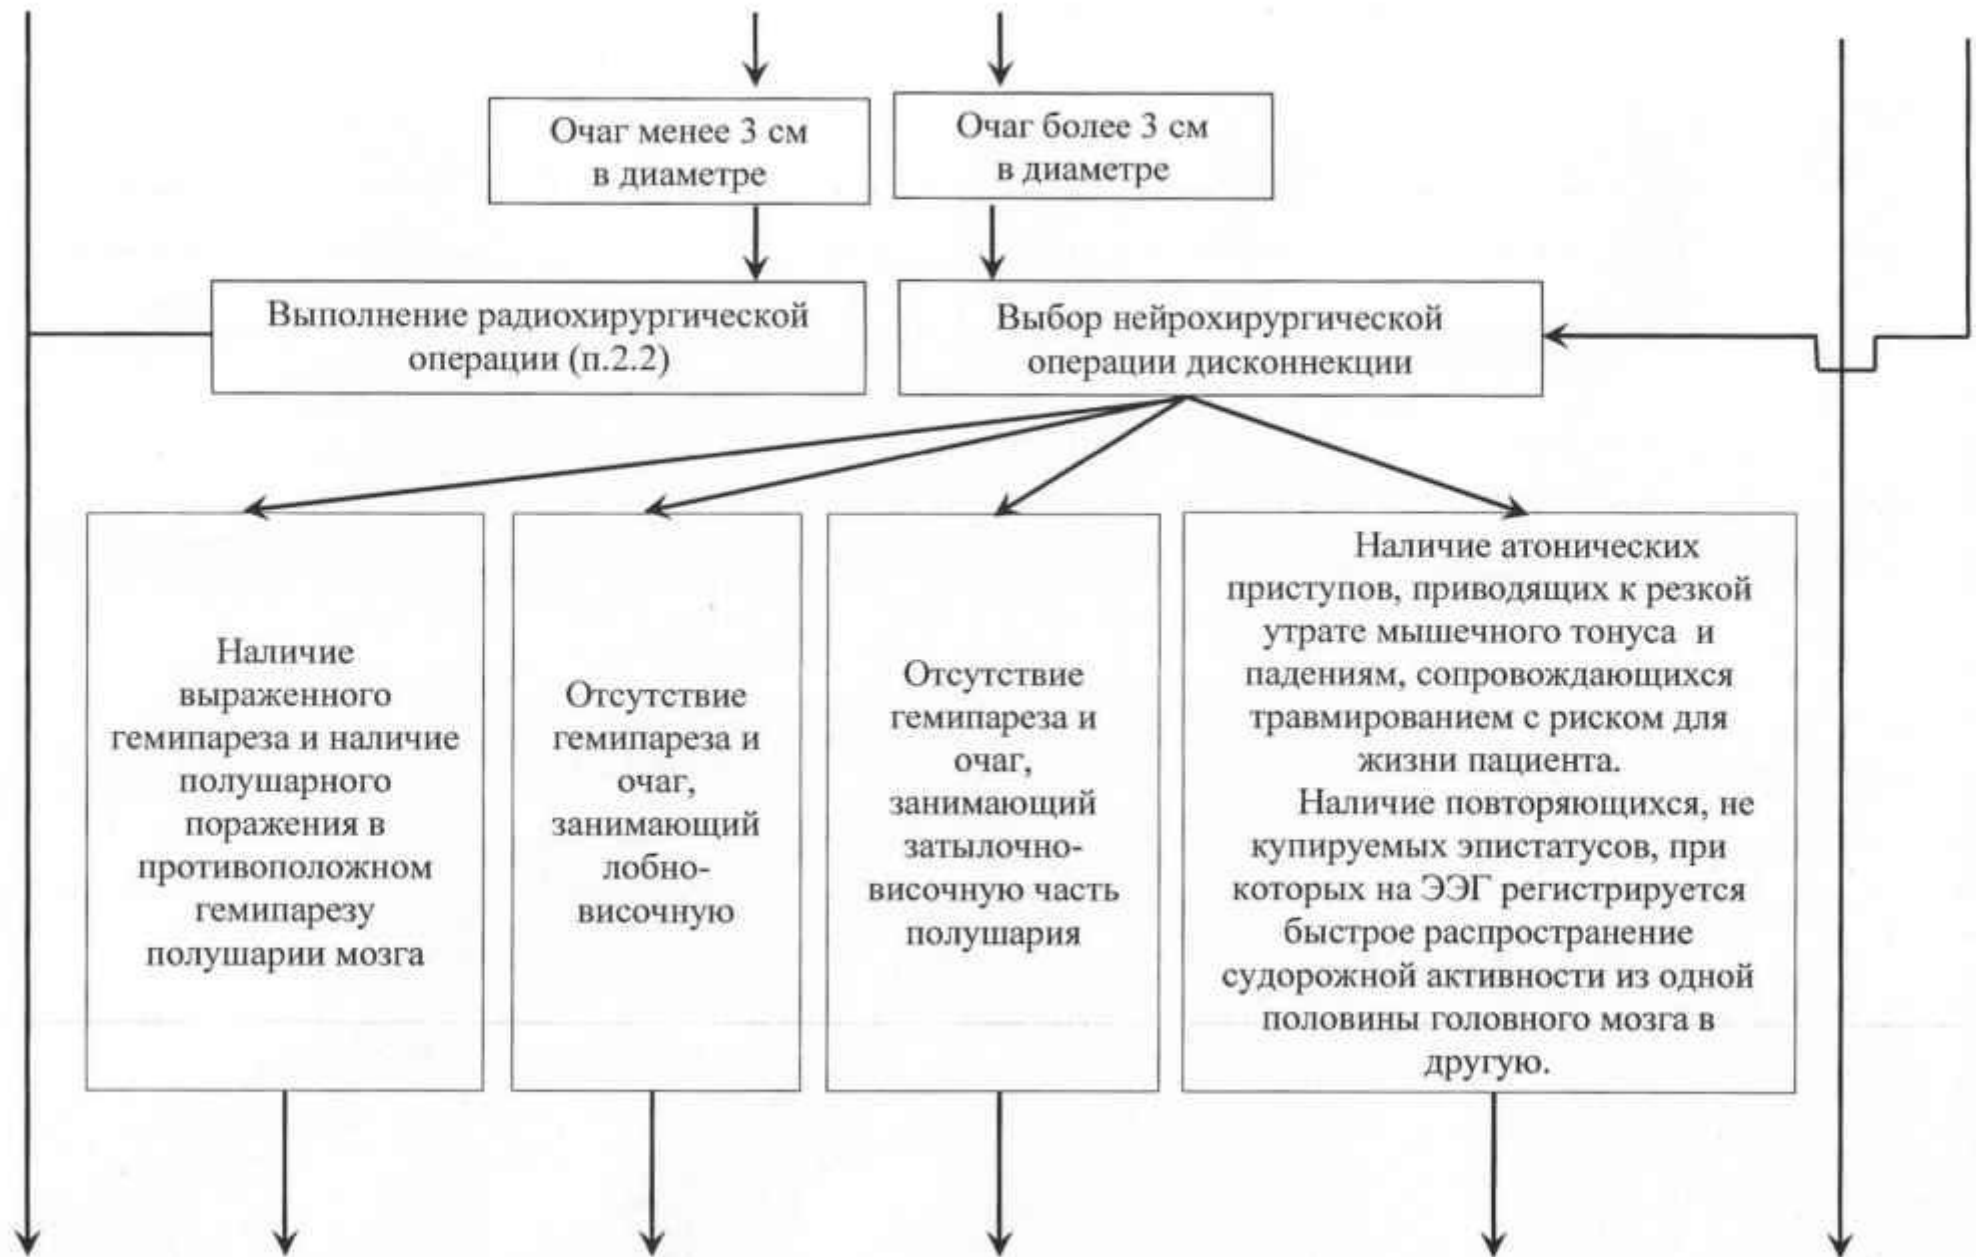 Очаг менее 3 см
в диаметре
Очаг более 3 см
в диаметре
Выполнение радиохирургической
операции (п.2.2)
Выбор нейрохирургической
операции дисконнекции
Наличие
выраженного
гемипареза и наличие
полушарного
поражения в
противоположном
гемипарезу
полушарии мозга
Отсутствие
гемипареза и
очаг,
занимающий
лобно-
височную
Отсутствие
гемипареза и
очаг,
занимающий
затылочно-
височную часть
полушария
Наличие атонических
приступов, приводящих к резкой
утрате мышечного тонуса и
падениям, сопровождающихся
травмированием с риском для
жизни пациента.
Наличие повторяющихся, не
купируемых эпистатусов, при
которых на ЭЭГ регистрируется
быстрое распространение
судорожной активности из одной
половины головного мозга в
другую.